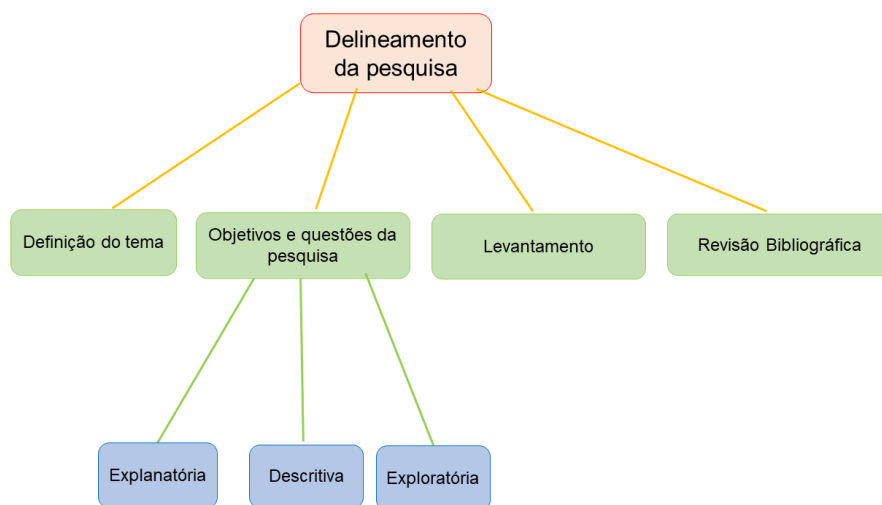 Delineamento
da pesquisa
Definição do tema
Objetivos e questões da
pesquisa
Levantamento
Revisão Bibliográfica
Explanatória
Descritiva
Exploratória